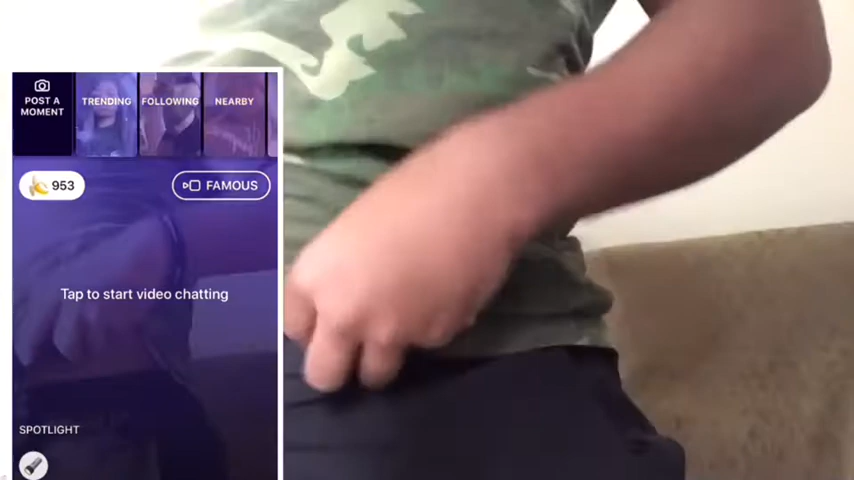 POST A
MOMENT
TRENDING
FOLLOWING
NEARBY
953
FAMOUS
Tap to start video chatting
SPOTLIGHT